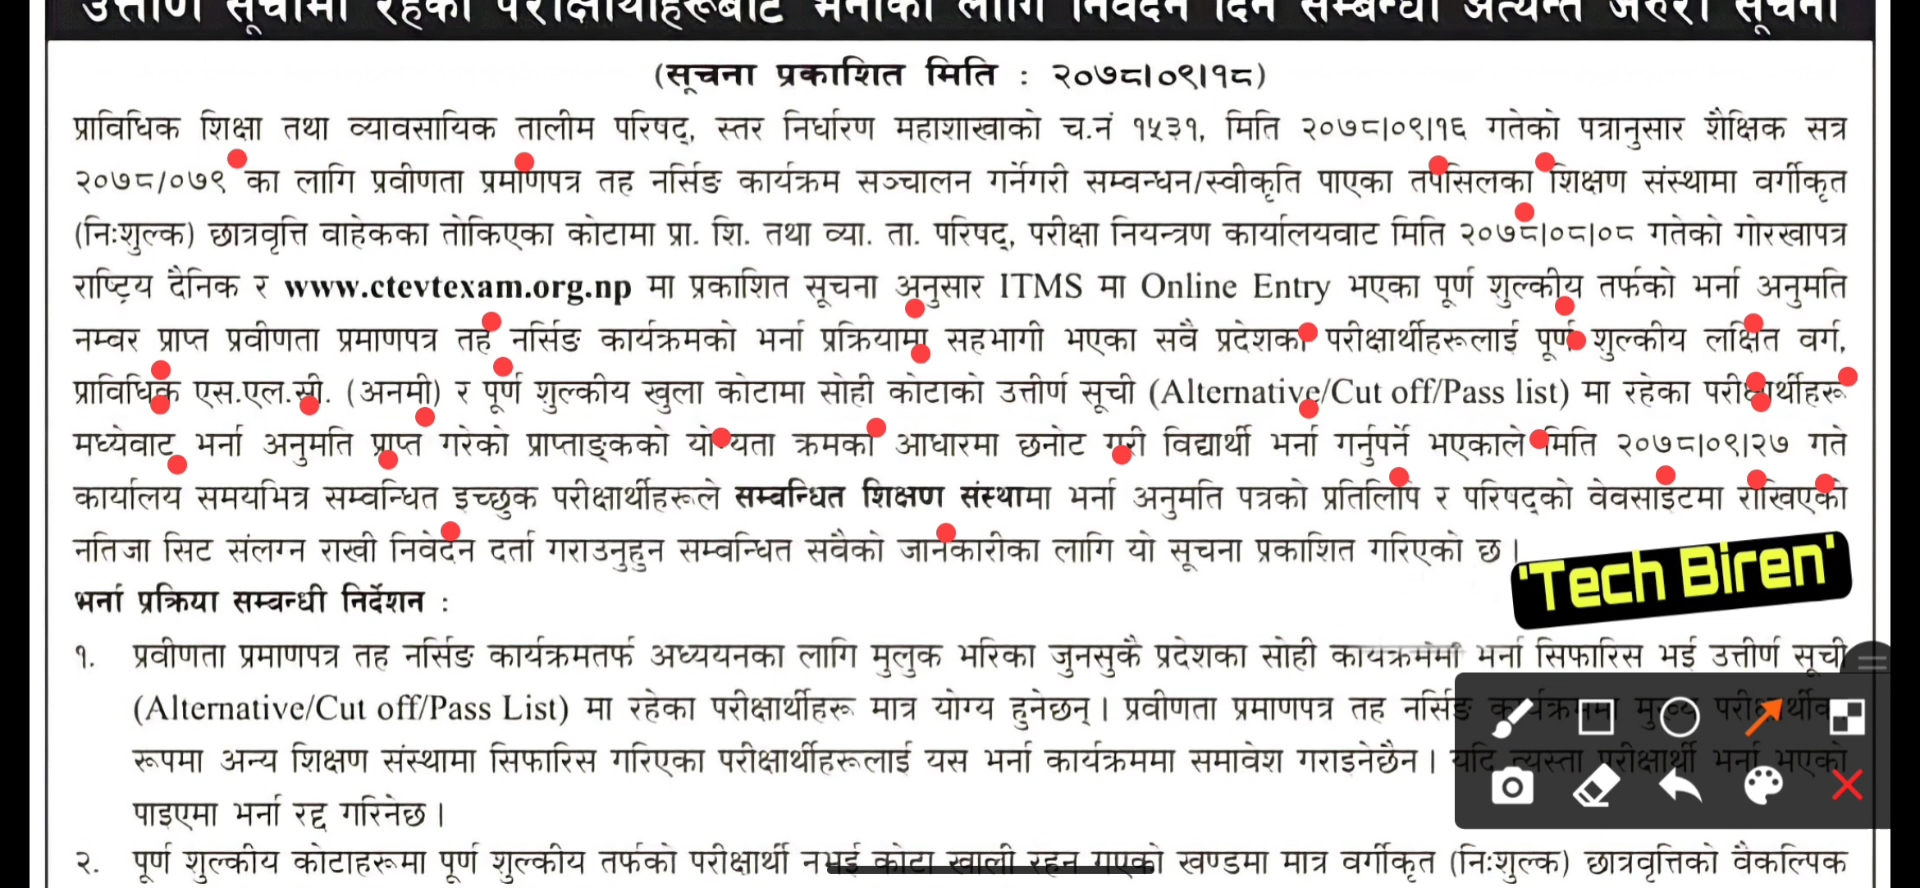 उत्तीर्ण सूचीमा रहेका परीक्षार्थीहरूबाट भर्नाको लागि निवेदन दिने सम्बन्धी अत्यन्त जरुरी सूचना
(सूचना प्रकाशित मिति : २०७८।०९।१८)
प्राविधिक शिक्षा तथा व्यावसायिक तालीम परिषद्, स्तर निर्धारण महाशाखाको च.नं १५३१, मिति २०७८।०९।१६ गतेको पत्रानुसार शैक्षिक सत्र
२०७८/०७९ का लागि प्रवीणता प्रमाणपत्र तह नर्सिङ कार्यक्रम सञ्चालन गर्नेगरी सम्वन्धन/स्वीकृति पाएका तपसिलका शिक्षण संस्थामा वर्गीकृत
(निःशुल्क) छात्रवृत्ति वाहेकका तोकिएका कोटामा प्रा. शि. तथा व्या. ता. परिषद्, परीक्षा नियन्त्रण कार्यालयवाट मिति २०७८।०८।०८ गतेको गोरखापत्र
राष्ट्रिय दैनिक र www.ctevtexam.org.np मा प्रकाशित सूचना अनुसार ITMS मा Online Entry भएका पूर्ण शुल्कीय तर्फको भर्ना अनुमति
नम्वर प्राप्त प्रवीणता प्रमाणपत्र तह नर्सिङ कार्यक्रमको भर्ना प्रक्रियामा सहभागी भएका सवै प्रदेशका परीक्षार्थीहरूलाई पूर्ण शुल्कीय लक्षित वर्ग,
प्राविधिक एस.एल.सी. (अनमी) र पूर्ण शुल्कीय खुला कोटामा सोही कोटाको उत्तीर्ण सूची (Alternative/Cut off/Pass list) मा रहेका परीक्षार्थीहरू
मध्येवाट भर्ना अनुमति प्राप्त गरेको प्राप्ताङ्कको योग्यता क्रमको आधारमा छनोट गरी विद्यार्थी भर्ना गर्नुपर्ने भएकाले मिति २०७८।०९।२७ गते
कार्यालय समयभित्र सम्वन्धित इच्छुक परीक्षार्थीहरूले सम्बन्धित शिक्षण संस्थामा भर्ना अनुमति पत्रको प्रतिलिपि र परिषद्को वेवसाइटमा राखिएको
नतिजा सिट संलग्न राखी निवेदन दर्ता गराउनुहुन सम्वन्धित सवैको जानकारीका लागि यो सूचना प्रकाशित गरिएको छ।
'Tech Biren'
भर्ना प्रक्रिया सम्बन्धी निर्देशन :
१. प्रवीणता प्रमाणपत्र तह नर्सिङ कार्यक्रमतर्फ अध्ययनका लागि मुलुक भरिका जुनसुकै प्रदेशका सोही कार्यक्रममा भर्ना सिफारिस भई उत्तीर्ण सूची
(Alternative/Cut off/Pass List) मा रहेका परीक्षार्थीहरू मात्र योग्य हुनेछन्। प्रवीणता प्रमाणपत्र तह नर्सिङ कार्यक्रममा मुख्य परीक्षार्थीका
रूपमा अन्य शिक्षण संस्थामा सिफारिस गरिएका परीक्षार्थीहरूलाई यस भर्ना कार्यक्रममा समावेश गराइनेछैन। यदि त्यस्ता परीक्षार्थी भर्ना भएको
पाइएमा भर्ना रद्द गरिनेछ।
२. पूर्ण शुल्कीय कोटाहरूमा पूर्ण शुल्कीय तर्फको परीक्षार्थी नभई कोटा खाली रहन गएको खण्डमा मात्र वर्गीकृत (निःशुल्क) छात्रवृत्तिको वैकल्पिक